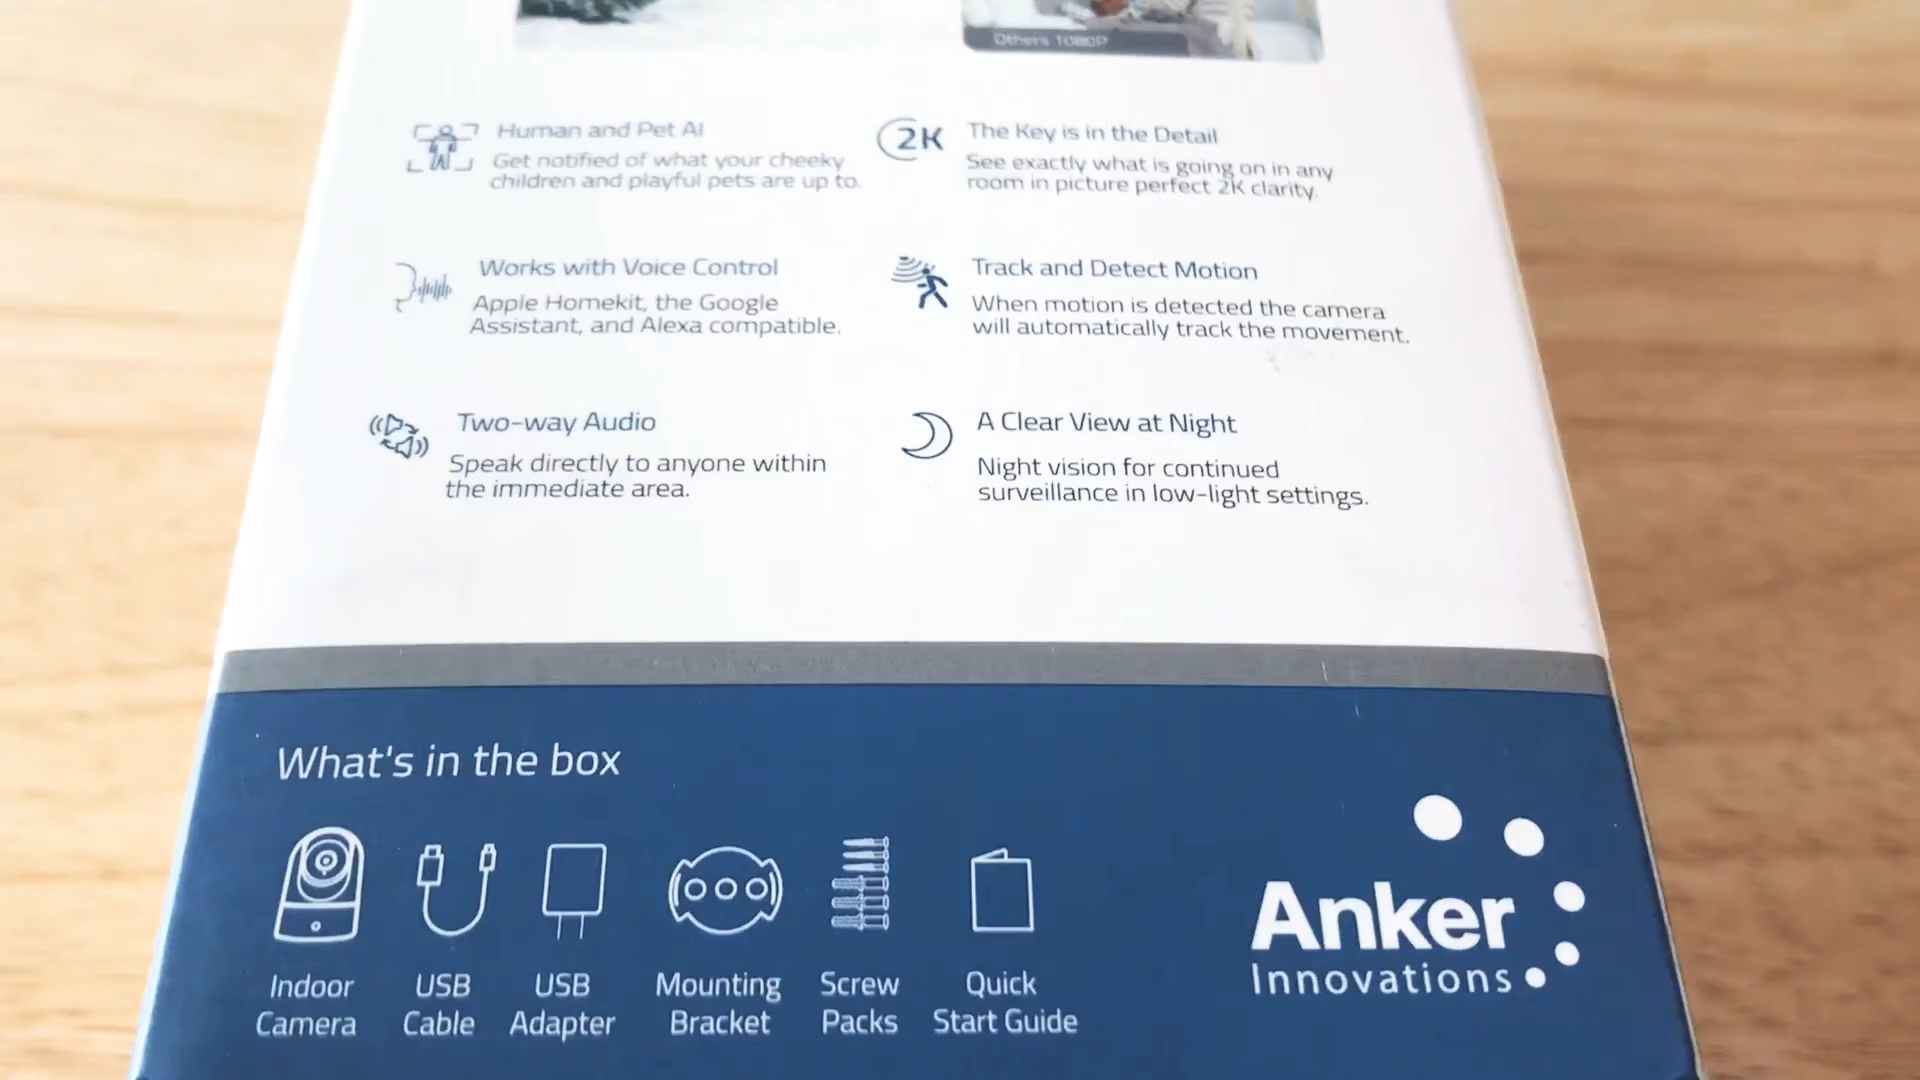 Others 1080P
Human and Pet AI
Get notified of what your cheeky
children and playful pets are up to.
2K
The Key is in the Detail
See exactly what is going on in any
room in picture perfect 2K clarity.
Works with Voice Control
Apple Homekit, the Google
Assistant, and Alexa compatible.
Track and Detect Motion
When motion is detected the camera
will automatically track the movement.
Two-way Audio
Speak directly to anyone within
the immediate area.
A Clear View at Night
Night vision for continued
surveillance in low-light settings.
What's in the box
Indoor
Camera
USB
Cable
USB
Adapter
Mounting
Bracket
Screw
Packs
Quick
Start Guide
Anker
Innovations